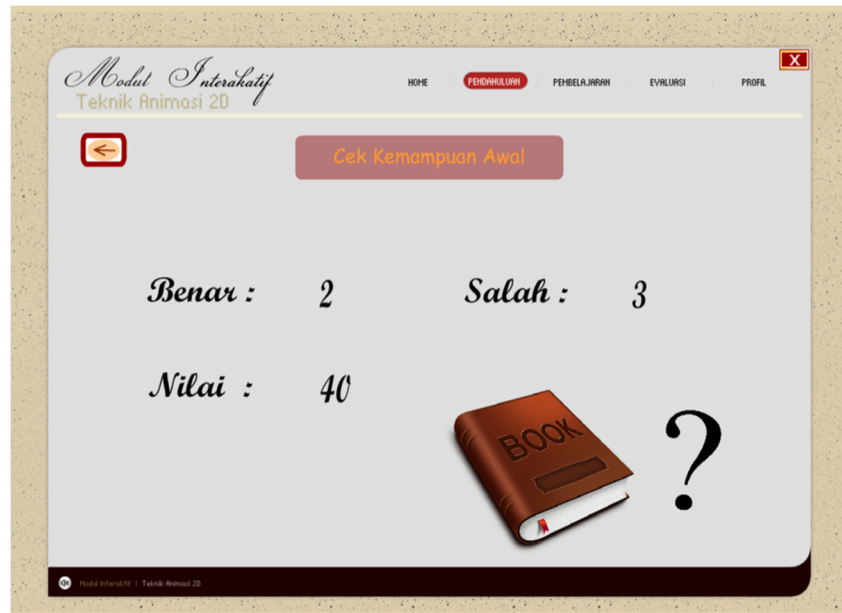 Modul Interakatif
Teknik Animasi 2D
HOME
PENDAHULUAN
PEMBELAJARAN
EVALUASI
PROFIL
X
Cek Kemampuan Awal
Benar : 2
Salah : 3
Nilai : 40
BOOK
?
Modul Interaktif | Teknik Animasi 2D